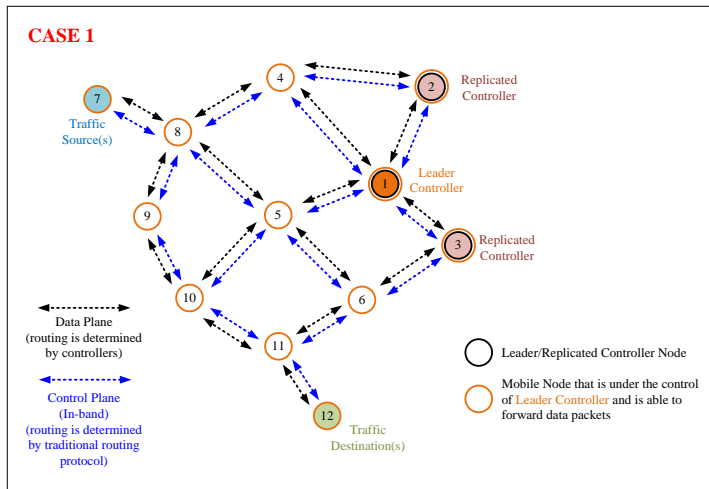 CASE 1
4
2
Replicated
Controller
7
Traffic
Source(s)
8
Leader
Controller
1
9
5
Replicated
Controller
3
10
6
Data Plane
(routing is determined
by controllers)
11
Leader/Replicated Controller Node
Control Plane
(In-band)
(routing is determined
by traditional routing
protocol)
Mobile Node that is under the control
of Leader Controller and is able to
forward data packets
12
Traffic
Destination(s)